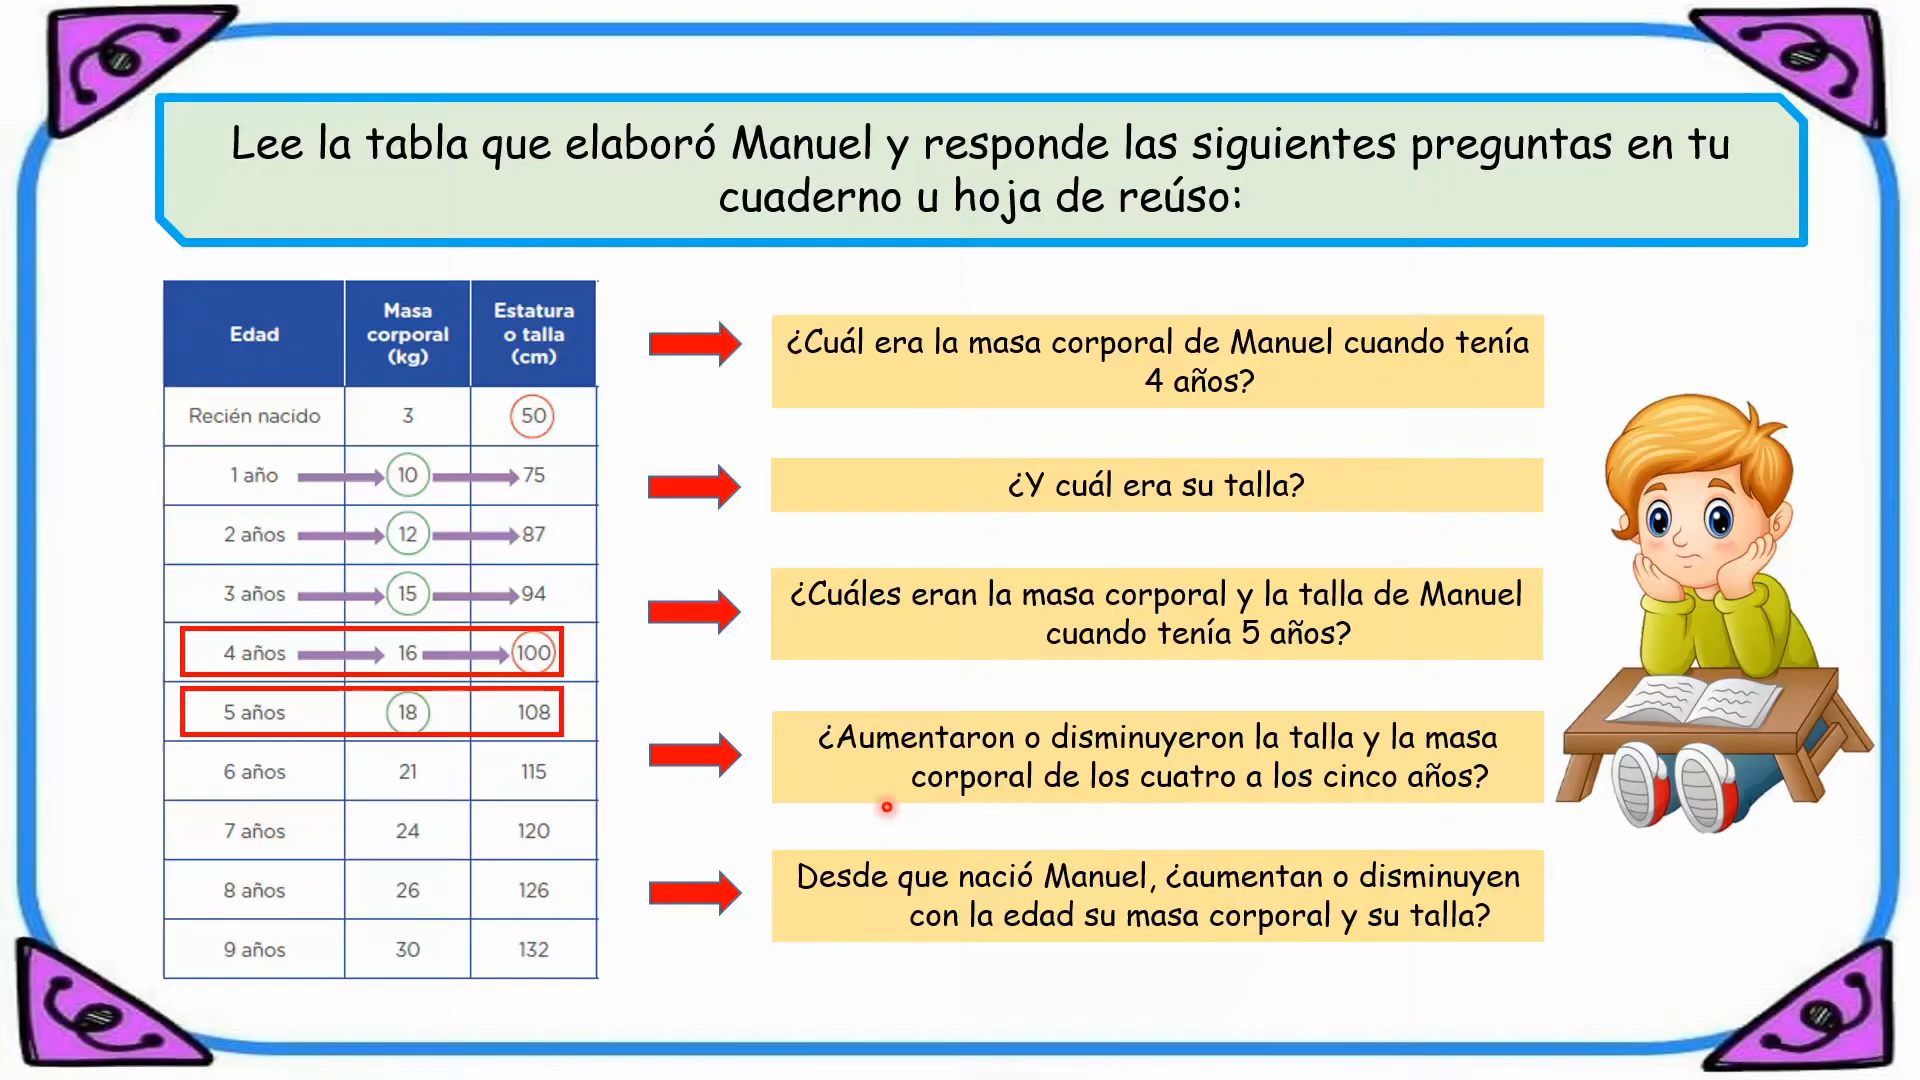 Lee la tabla que elaboró Manuel y responde las siguientes preguntas en tu
cuaderno u hoja de reúso:
Edad Masa corporal (kg) Estatura o talla (cm)
Recién nacido 3 50
1 año 10 75
2 años 12 87
3 años 15 94
4 años 16 100
5 años 18 108
6 años 21 115
7 años 24 120
8 años 26 126
9 años 30 132
¿Cuál era la masa corporal de Manuel cuando tenía
4 años?
¿Y cuál era su talla?
¿Cuáles eran la masa corporal y la talla de Manuel
cuando tenía 5 años?
¿Aumentaron o disminuyeron la talla y la masa
corporal de los cuatro a los cinco años?
Desde que nació Manuel, ¿aumentan o disminuyen
con la edad su masa corporal y su talla?